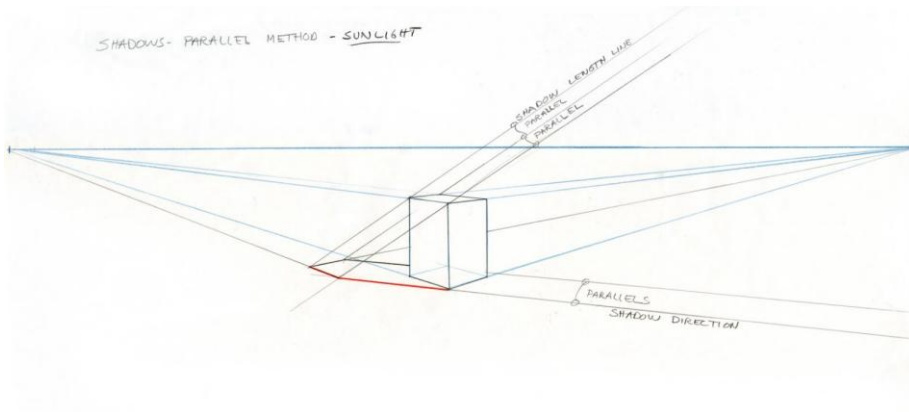 SHADOWS- PARALLEL METHOD - SUNLIGHT
SHADOW LENGTH LINE
PARALLEL
PARALLEL
PARALLELS
SHADOW DIRECTION